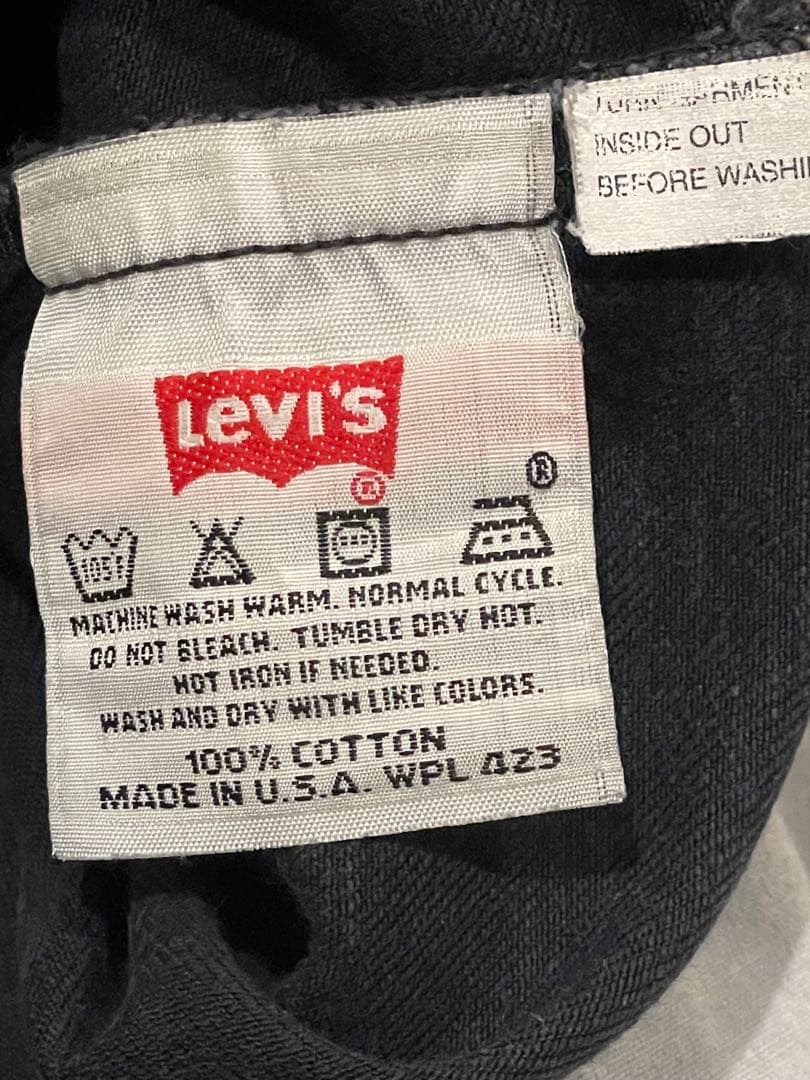 INSIDE OUT
BEFORE WASHI
Levi's
®
®
105F
MACHINE WASH WARM. NORMAL CYCLE.
DO NOT BLEACH. TUMBLE DRY HOT.
HOT IRON IF NEEDED.
WASH AND DRY WITH LIKE COLORS.
100% COTTON
MADE IN U.S.A. WPL 423